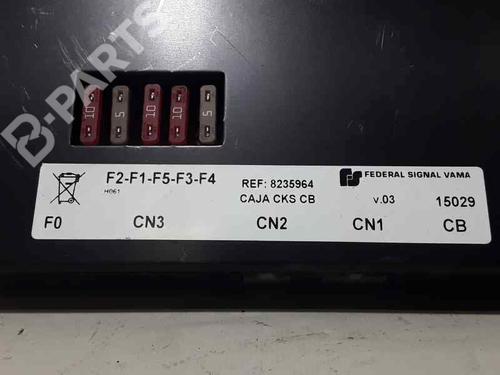 B-PARTS
10 5 10 10 5
F2-F1-F5-F3-F4
H061
REF: 8235964
CAJA CKS CB
FS FEDERAL SIGNAL VAMA
v.03 15029
F0 CN3 CN2 CN1 CB